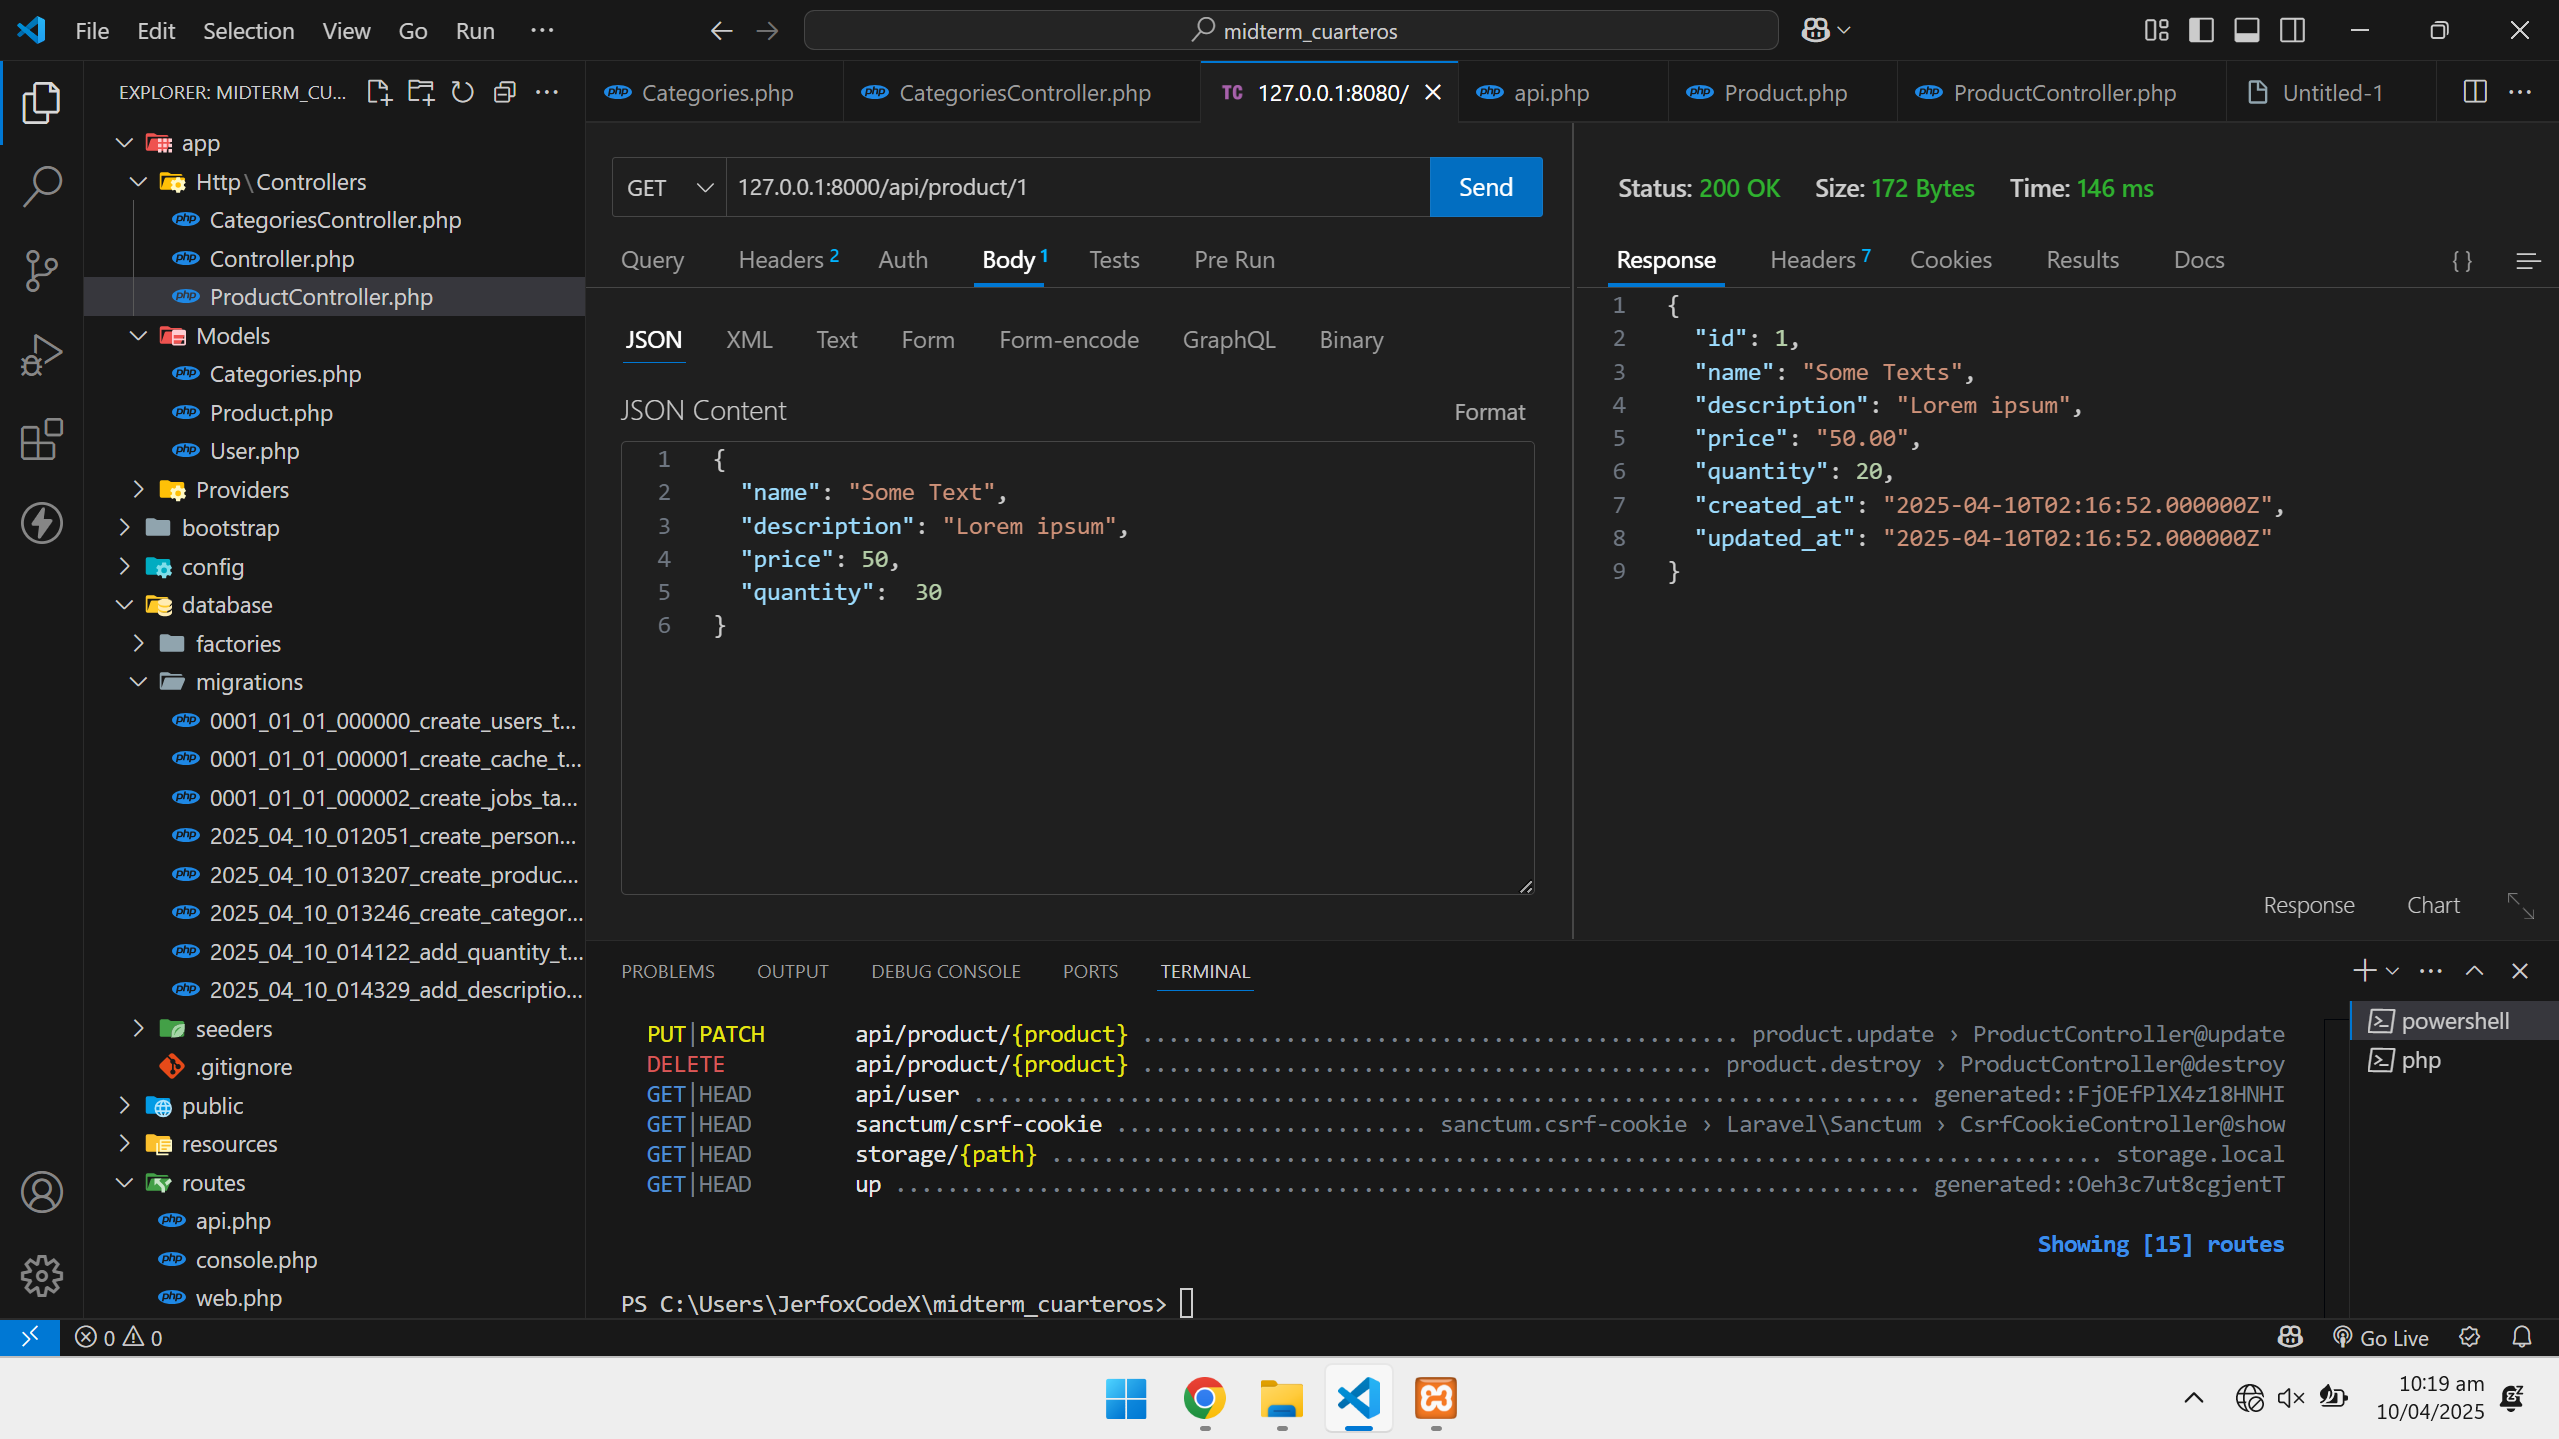 File Edit Selection View Go Run ···
midterm_cuarteros
EXPLORER: MIDTERM_CU...
app
Http\Controllers
CategoriesController.php
Controller.php
ProductController.php
Models
Categories.php
Product.php
User.php
Providers
bootstrap
config
database
factories
migrations
0001_01_01_000000_create_users_t...
0001_01_01_000001_create_cache_t...
0001_01_01_000002_create_jobs_ta...
2025_04_10_012051_create_person...
2025_04_10_013207_create_produc...
2025_04_10_013246_create_categor...
2025_04_10_014122_add_quantity_t...
2025_04_10_014329_add_descriptio...
seeders
.gitignore
public
resources
routes
api.php
console.php
web.php
Categories.php CategoriesController.php TC 127.0.0.1:8080/ api.php Product.php ProductController.php Untitled-1
GET 127.0.0.1:8000/api/product/1 Send
Query Headers 2 Auth Body 1 Tests Pre Run
JSON XML Text Form Form-encode GraphQL Binary
JSON Content Format
1 {
2 "name": "Some Text",
3 "description": "Lorem ipsum",
4 "price": 50,
5 "quantity":  30
6 }
Status: 200 OK Size: 172 Bytes Time: 146 ms
Response Headers 7 Cookies Results Docs { }
1 {
2 "id": 1,
3 "name": "Some Texts",
4 "description": "Lorem ipsum",
5 "price": "50.00",
6 "quantity": 20,
7 "created_at": "2025-04-10T02:16:52.000000Z",
8 "updated_at": "2025-04-10T02:16:52.000000Z"
9 }
Response Chart
PROBLEMS OUTPUT DEBUG CONSOLE PORTS TERMINAL
PUT|PATCH api/product/{product} .............................................. product.update › ProductController@update
DELETE api/product/{product} ............................................ product.destroy › ProductController@destroy
GET|HEAD api/user ......................................................................... generated::FjOEfPlX4z18HNHI
GET|HEAD sanctum/csrf-cookie ........................ sanctum.csrf-cookie › Laravel\Sanctum › CsrfCookieController@show
GET|HEAD storage/{path} ................................................................................. storage.local
GET|HEAD up ............................................................................... generated::Oeh3c7ut8cgjentT
Showing [15] routes
PS C:\Users\JerfoxCodeX\midterm_cuarteros>
powershell
php
0 0 Go Live
10:19 am
10/04/2025